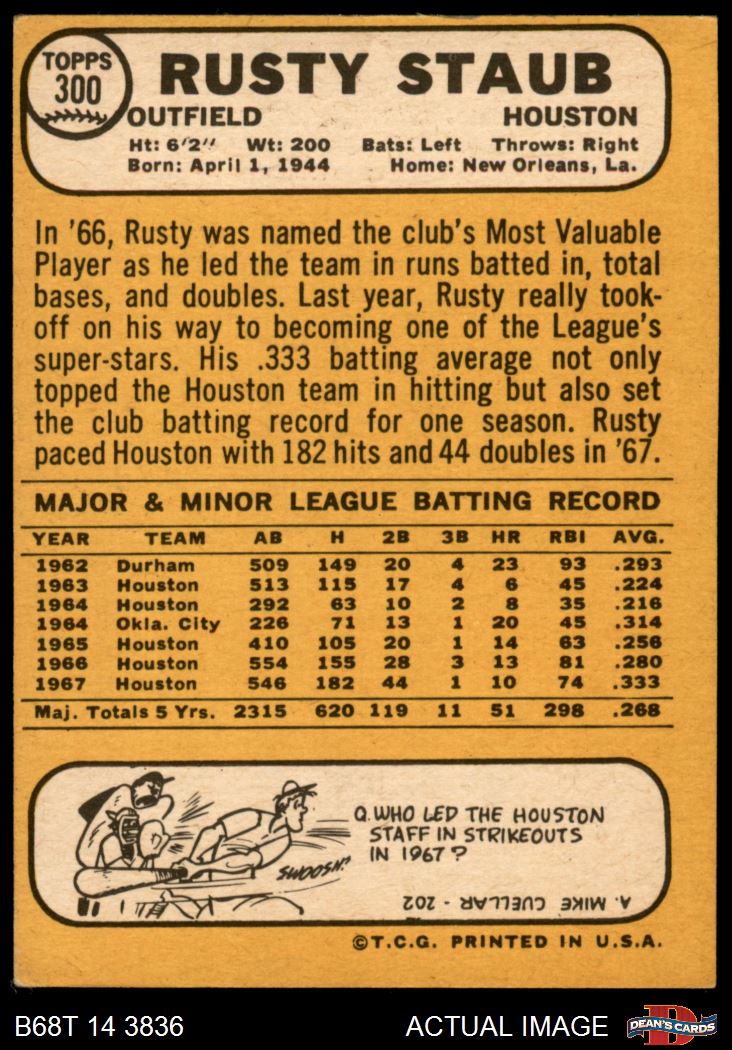 TOPPS
300
RUSTY STAUB
OUTFIELD HOUSTON
Ht: 6'2" Wt: 200 Bats: Left Throws: Right
Born: April 1, 1944 Home: New Orleans, La.
In '66, Rusty was named the club's Most Valuable
Player as he led the team in runs batted in, total
bases, and doubles. Last year, Rusty really took-
off on his way to becoming one of the League's
super-stars. His .333 batting average not only
topped the Houston team in hitting but also set
the club batting record for one season. Rusty
paced Houston with 182 hits and 44 doubles in '67.
MAJOR & MINOR LEAGUE BATTING RECORD
YEAR TEAM AB H 2B 3B HR RBI AVG.
1962 Durham 509 149 20 4 23 93 .293
1963 Houston 513 115 17 4 6 45 .224
1964 Houston 292 63 10 2 8 35 .216
1964 Okla. City 226 71 13 1 20 45 .314
1965 Houston 410 105 20 1 14 63 .256
1966 Houston 554 155 28 3 13 81 .280
1967 Houston 546 182 44 1 10 74 .333
Maj. Totals 5 Yrs. 2315 620 119 11 51 298 .268
Q. WHO LED THE HOUSTON
STAFF IN STRIKEOUTS
IN 1967?
SWOOSH!
A. MIKE CUELLAR - 202
©T.C.G. PRINTED IN U.S.A.
B68T 14 3836 ACTUAL IMAGE
D
DEAN'S CARDS